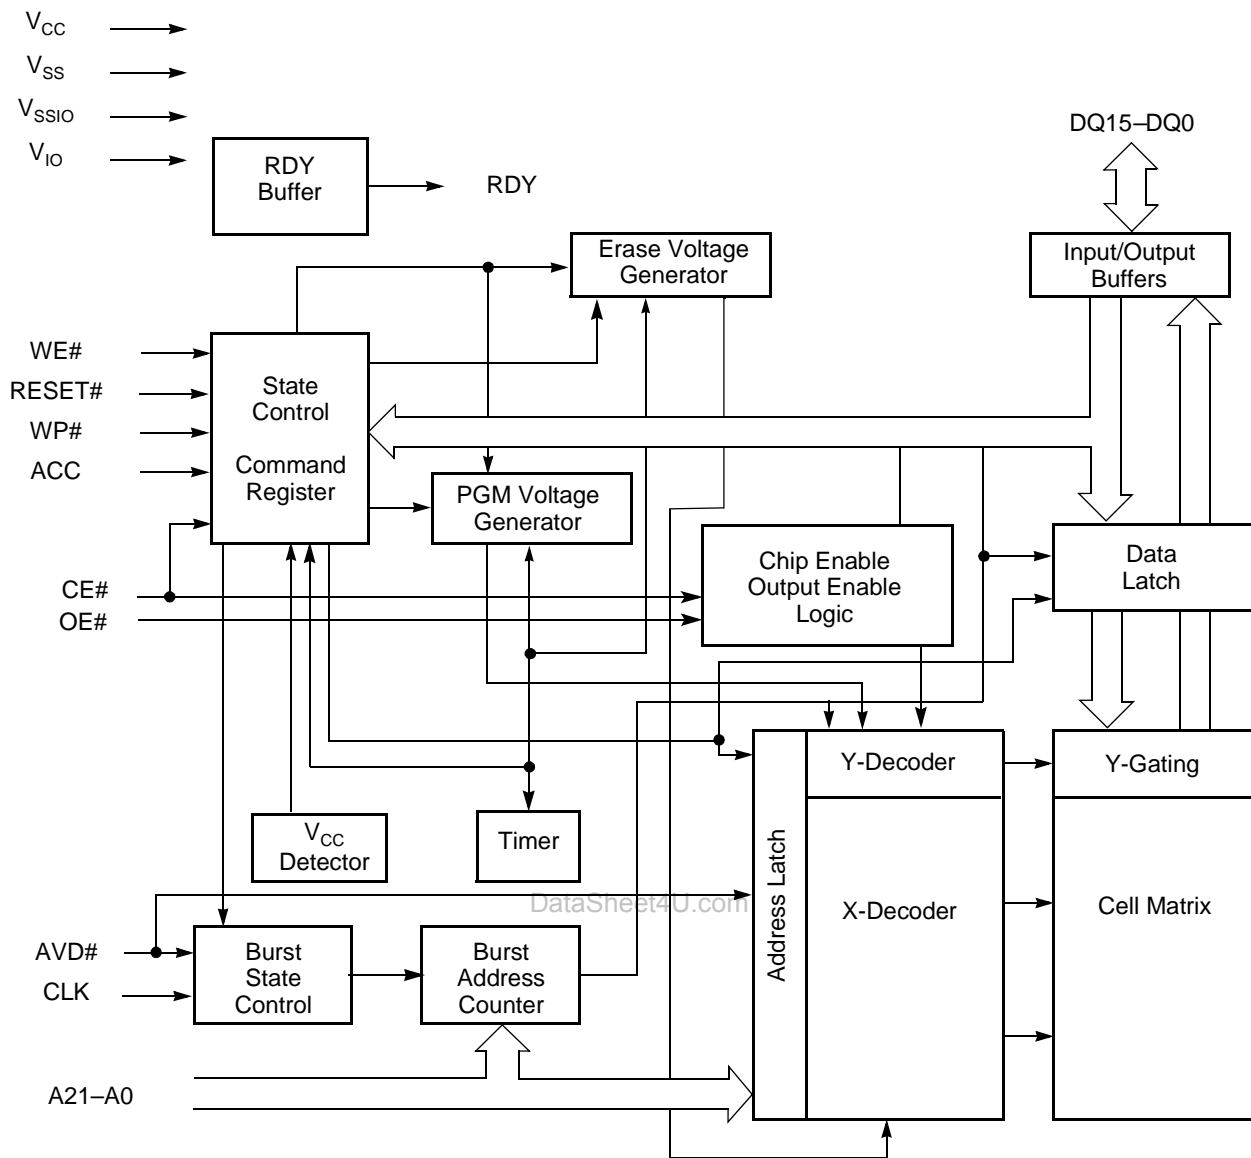 VCC
VSS
VSSIO
VIO
RDY
Buffer
RDY
DQ15–DQ0
Erase Voltage
Generator
Input/Output
Buffers
WE#
RESET#
WP#
ACC
State
Control
Command
Register
PGM Voltage
Generator
CE#
OE#
Chip Enable
Output Enable
Logic
Data
Latch
Y-Decoder
Y-Gating
VCC
Detector
Timer
Address Latch
X-Decoder
Cell Matrix
DataSheet4U.com
AVD#
CLK
Burst
State
Control
Burst
Address
Counter
A21–A0